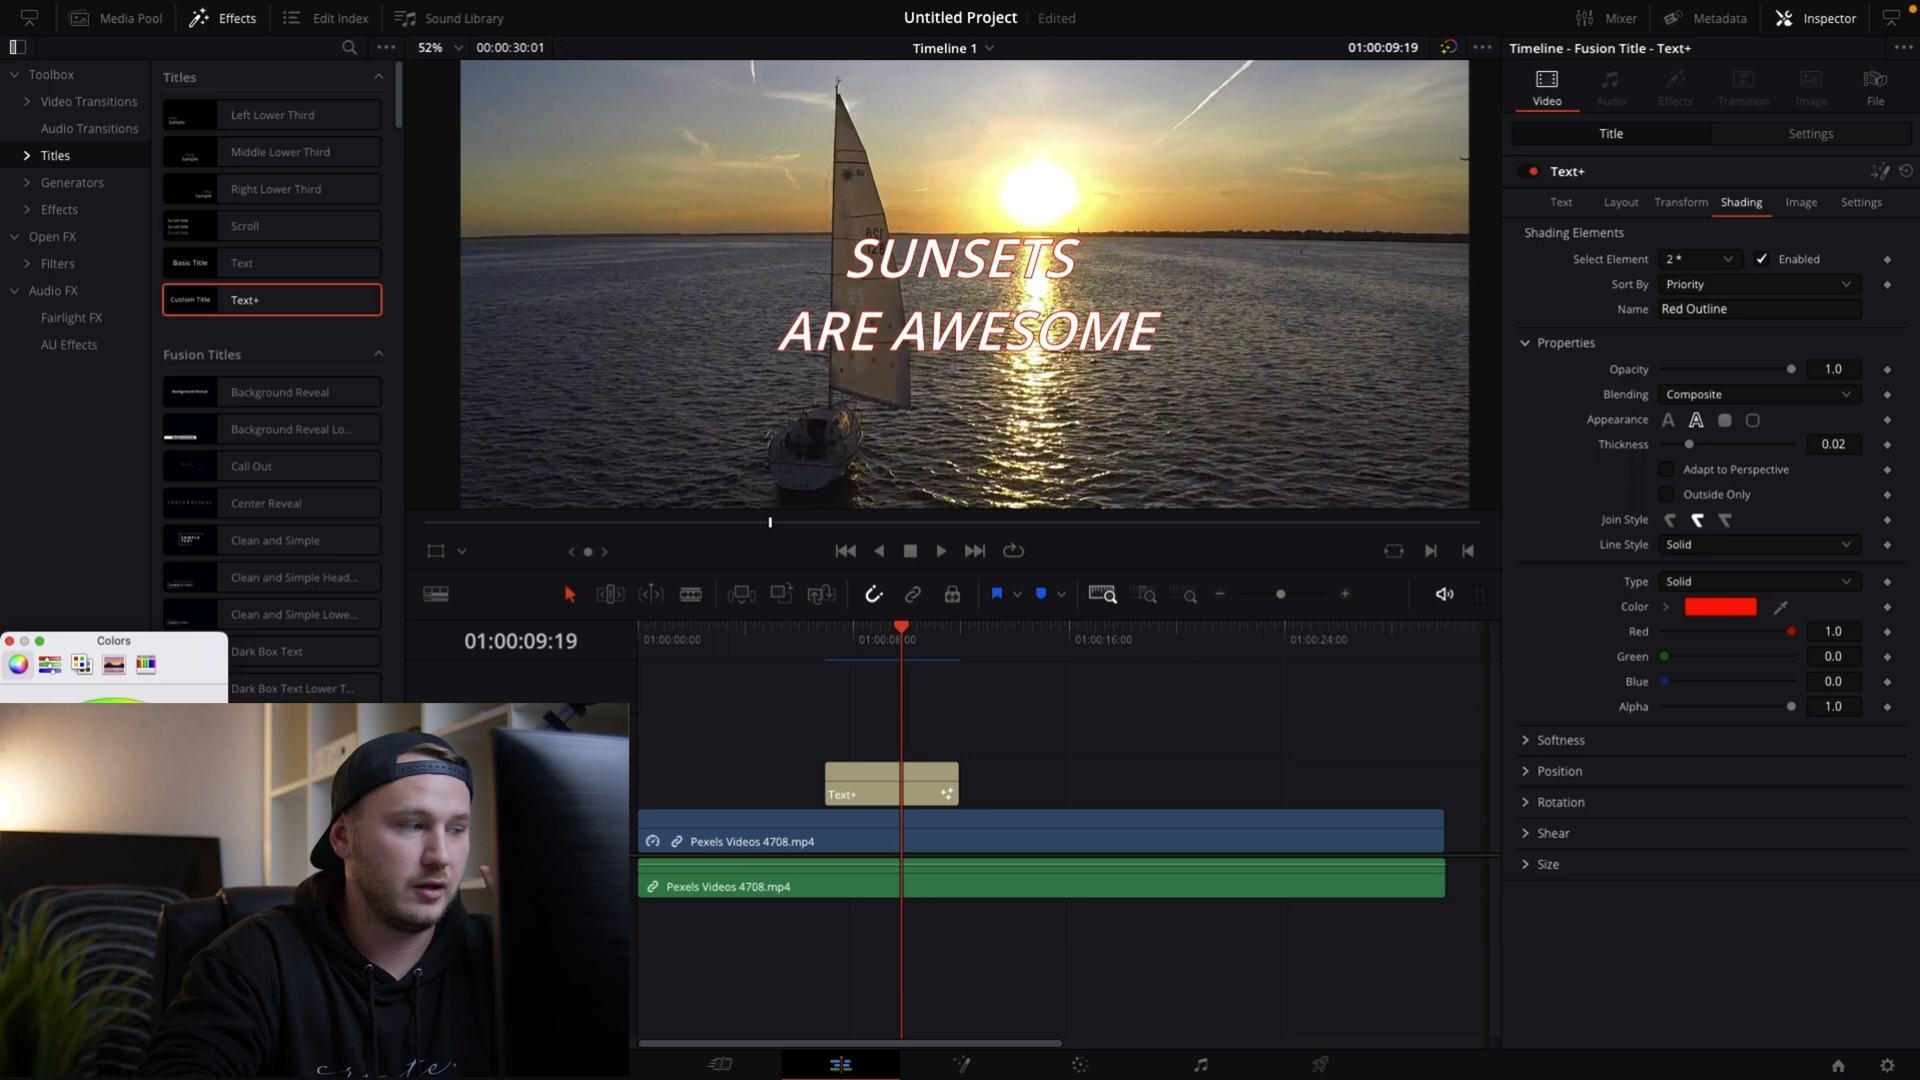 Media Pool
Effects
Edit Index
Sound Library
Untitled Project
Edited
Mixer
Metadata
Inspector
52%
00:00:30:01
Timeline 1
01:00:09:19
Timeline - Fusion Title - Text+
Toolbox
Video Transitions
Audio Transitions
Titles
Generators
Effects
Open FX
Filters
Audio FX
Fairlight FX
AU Effects
Titles
Left Lower Third
Middle Lower Third
Right Lower Third
Scroll
Basic Title
Text
Custom Title
Text+
Fusion Titles
Background Reveal
Background Reveal Lo...
Call Out
Center Reveal
Clean and Simple
Clean and Simple Head...
Clean and Simple Lowe...
Dark Box Text
Dark Box Text Lower T...
Colors
SUNSETS
ARE AWESOME
01:00:09:19
01:00:00:00
01:00:08:00
01:00:16:00
01:00:24:00
Text+
Pexels Videos 4708.mp4
Pexels Videos 4708.mp4
Video
Audio
Effects
Transition
Image
File
Title
Settings
Text+
Text
Layout
Transform
Shading
Image
Settings
Shading Elements
Select Element
2 *
Enabled
Sort By
Priority
Name
Red Outline
Properties
Opacity
1.0
Blending
Composite
Appearance
Thickness
0.02
Adapt to Perspective
Outside Only
Join Style
Line Style
Solid
Type
Solid
Color
Red
1.0
Green
0.0
Blue
0.0
Alpha
1.0
Softness
Position
Rotation
Shear
Size